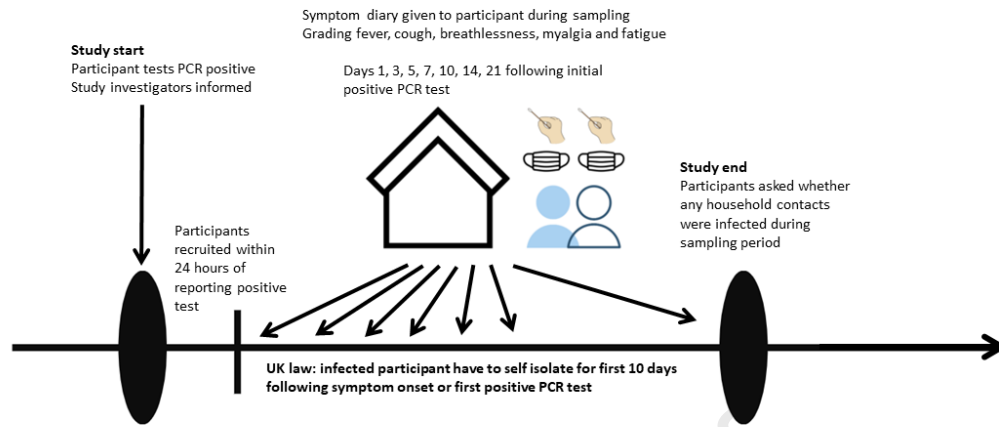 Symptom diary given to participant during sampling
Grading fever, cough, breathlessness, myalgia and fatigue
Study start
Participant tests PCR positive
Study investigators informed
Days 1, 3, 5, 7, 10, 14, 21 following initial
positive PCR test
Study end
Participants asked whether
any household contacts
were infected during
sampling period
Participants
recruited within
24 hours of
reporting positive
test
UK law: infected participant have to self isolate for first 10 days
following symptom onset or first positive PCR test